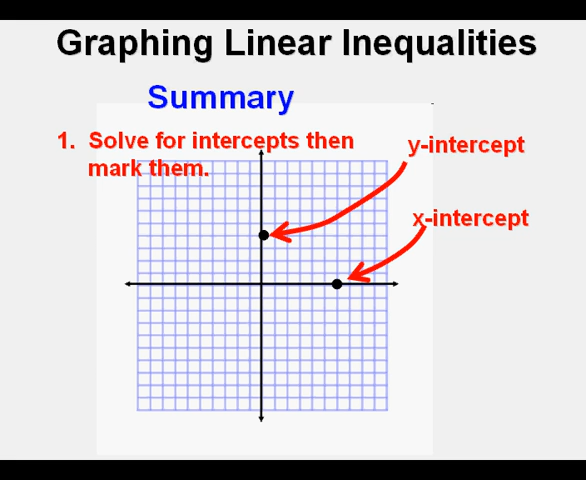 Graphing Linear Inequalities
Summary
1. Solve for intercepts then
mark them.
y-intercept
x-intercept